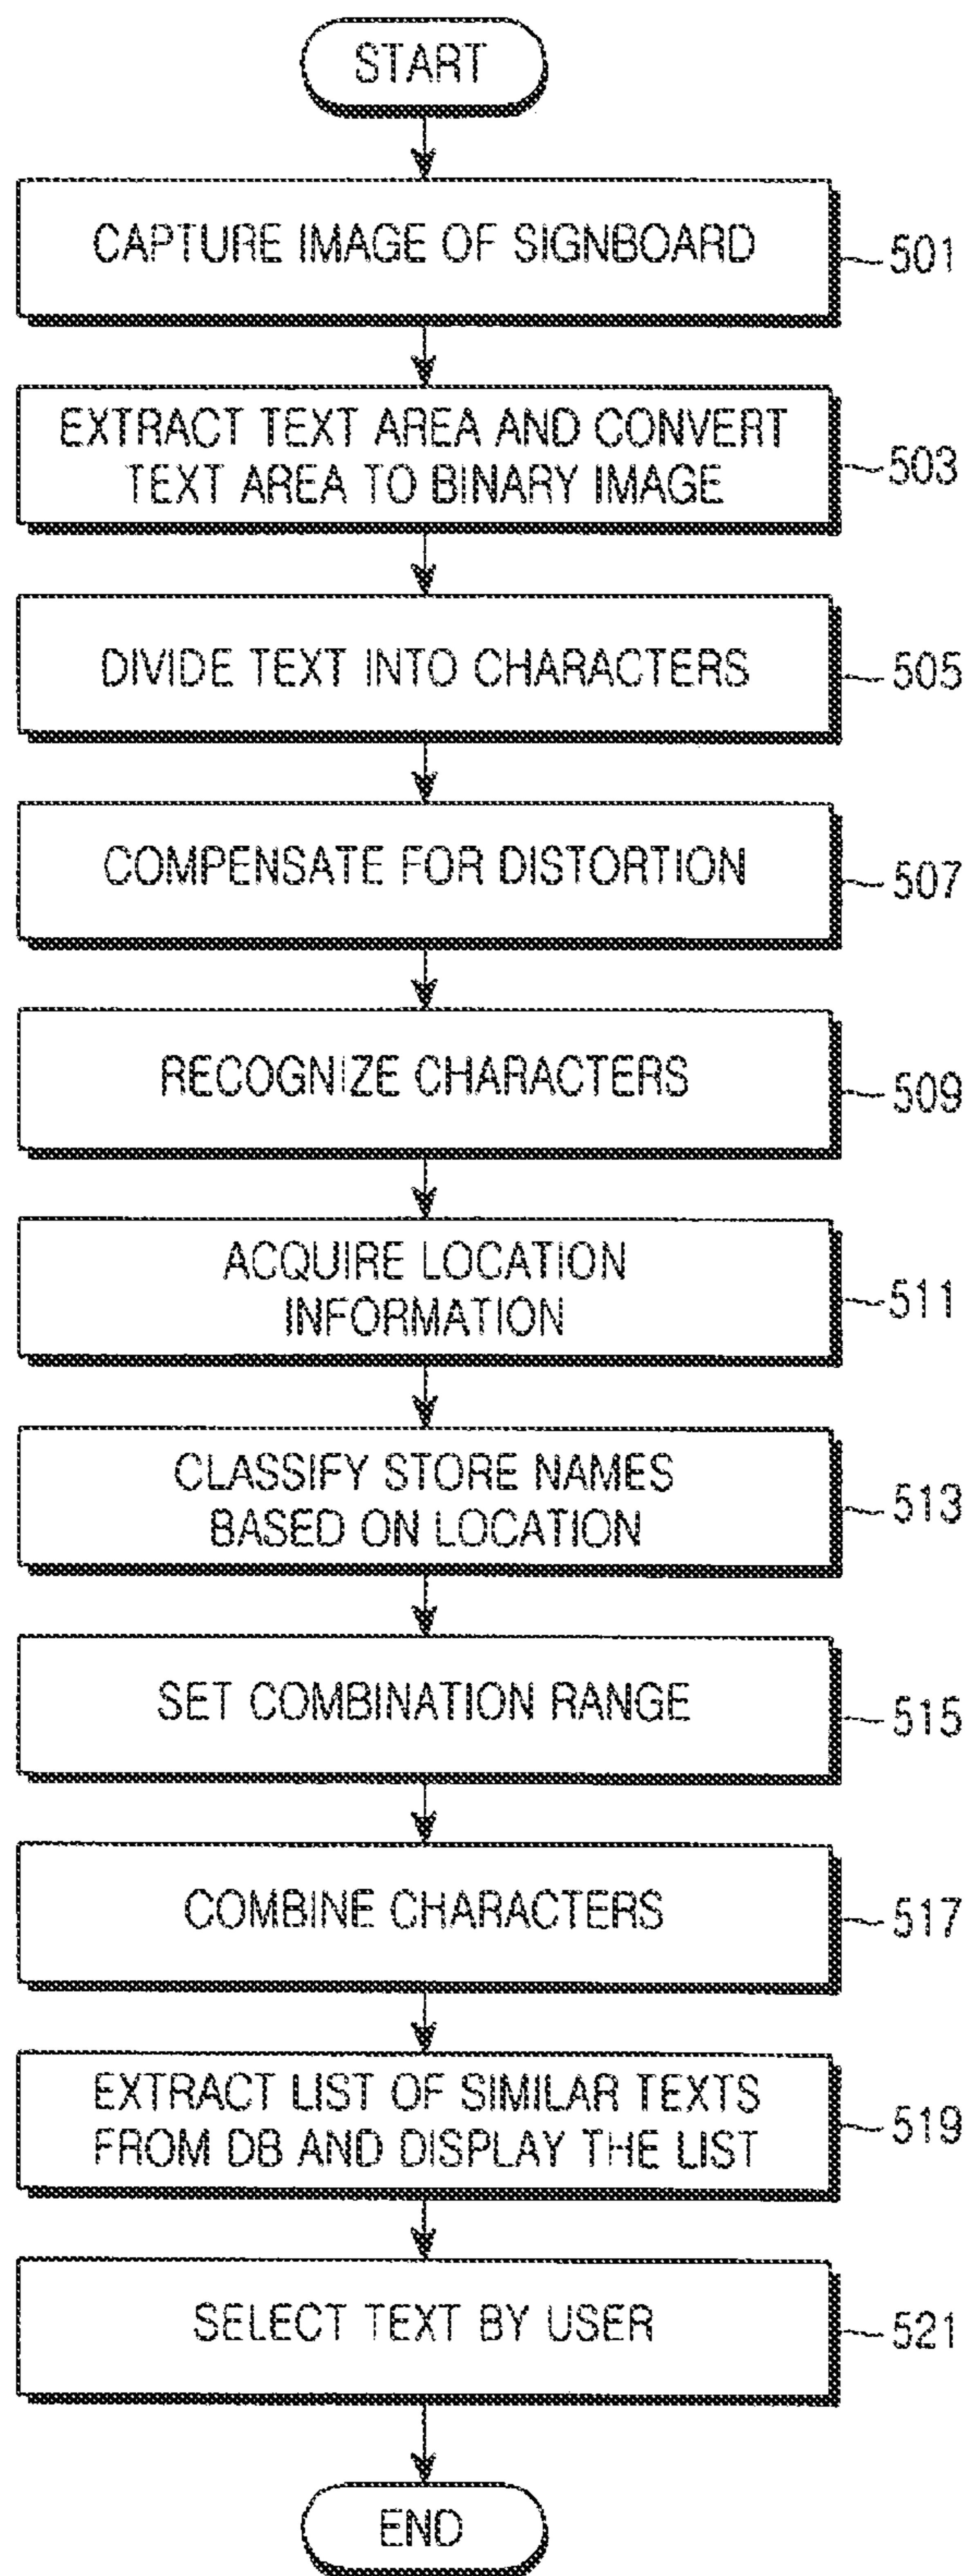 START
CAPTURE IMAGE OF SIGNBOARD
501
EXTRACT TEXT AREA AND CONVERT
TEXT AREA TO BINARY IMAGE
503
DIVIDE TEXT INTO CHARACTERS
505
COMPENSATE FOR DISTORTION
507
RECOGNIZE CHARACTERS
509
ACQUIRE LOCATION
INFORMATION
511
CLASSIFY STORE NAMES
BASED ON LOCATION
513
SET COMBINATION RANGE
515
COMBINE CHARACTERS
517
EXTRACT LIST OF SIMILAR TEXTS
FROM DB AND DISPLAY THE LIST
519
SELECT TEXT BY USER
521
END